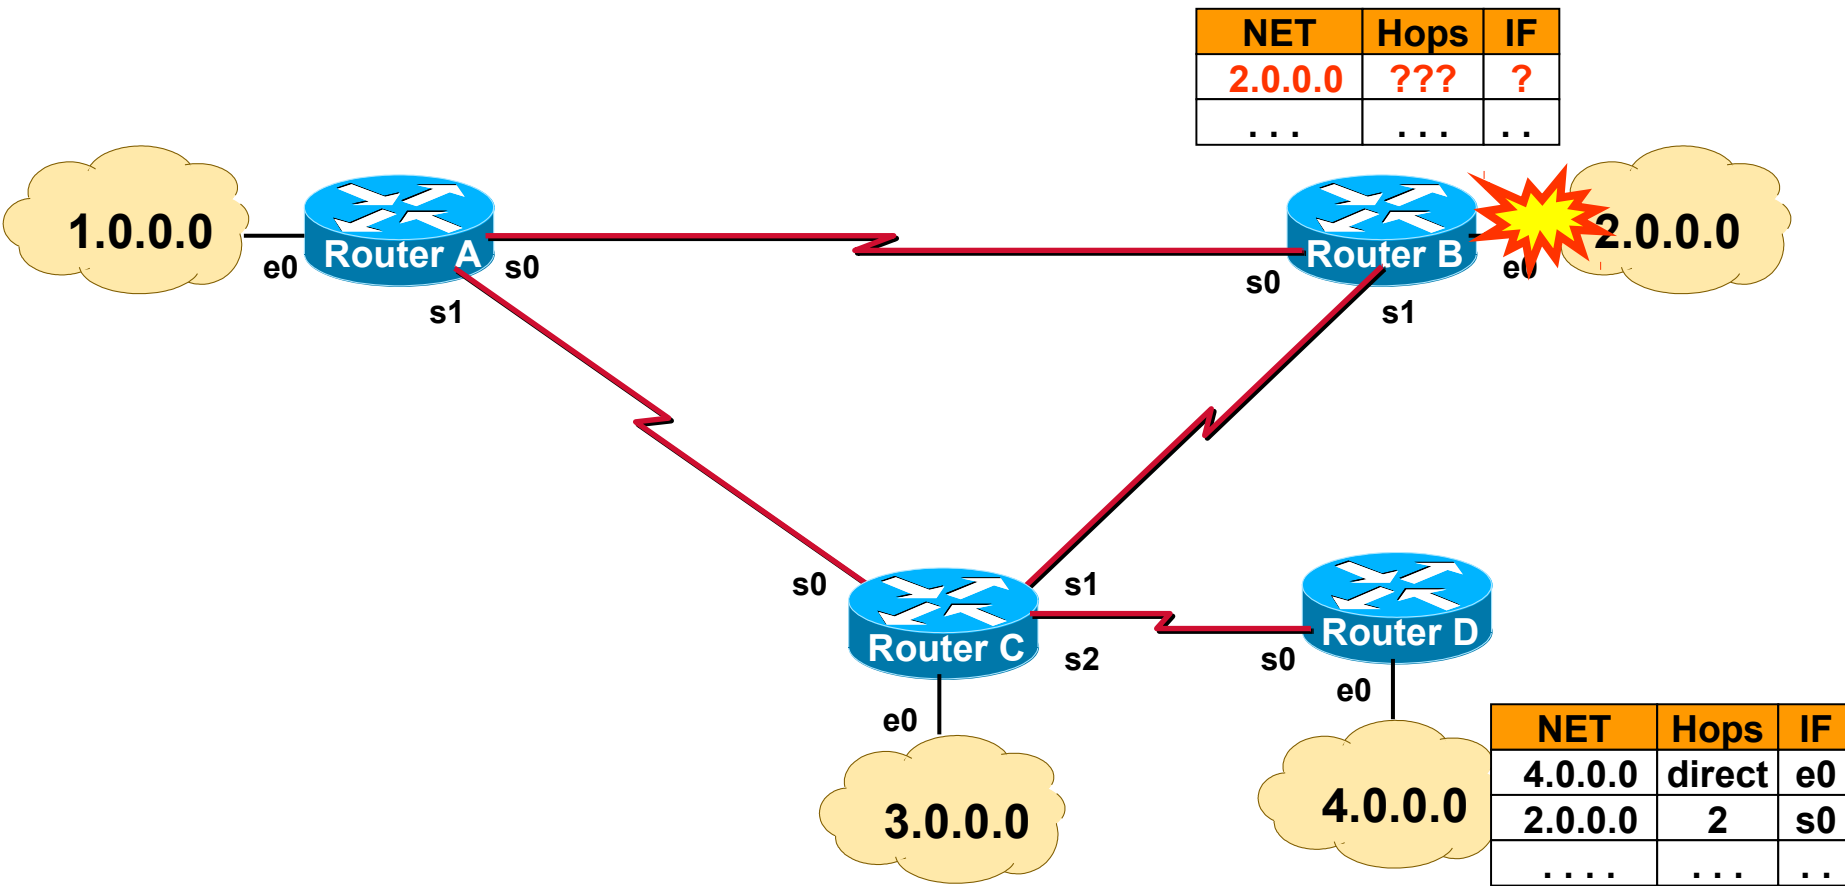 NET Hops IF
2.0.0.0 ??? ?
. . . . . . . .
1.0.0.0
e0
Router A
s0
s1
s0
Router B
s1
e0
2.0.0.0
s0
Router C
s1
s2
e0
3.0.0.0
s0
Router D
e0
4.0.0.0
NET Hops IF
4.0.0.0 direct e0
2.0.0.0 2 s0
. . . . . . . . .